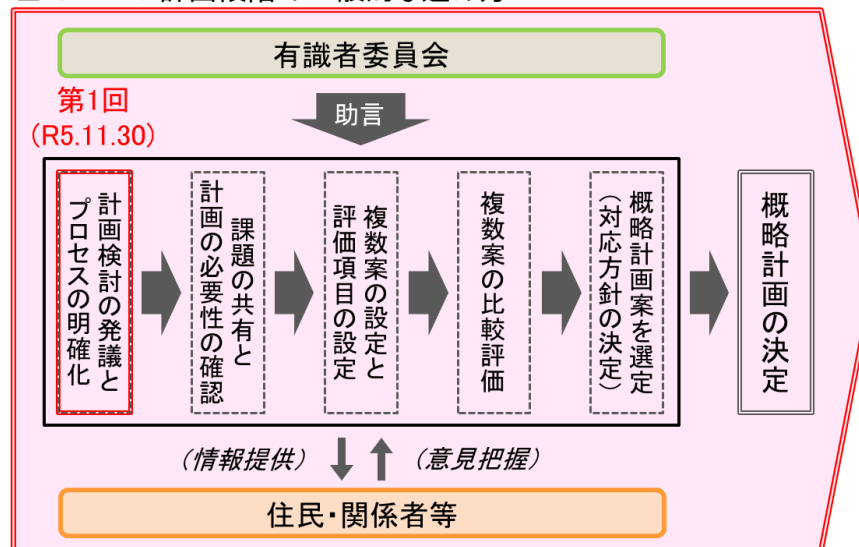 有識者委員会
第1回
(R5.11.30)
助言
計画検討の発議と
プロセスの明確化
課題の共有と
計画の必要性の確認
複数案の設定と
評価項目の設定
複数案の比較評価
概略計画案を選定
(対応方針の決定)
概略計画の決定
(情報提供)
(意見把握)
住民・関係者等